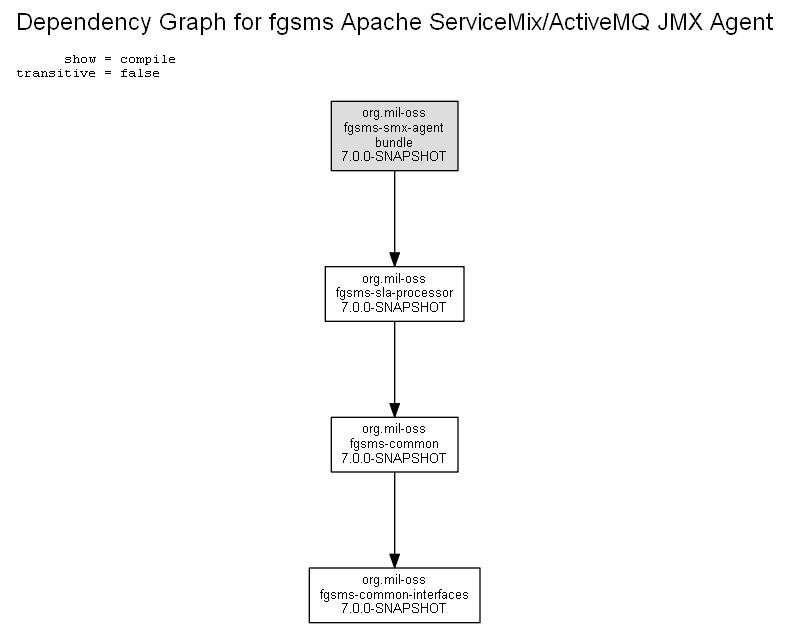 Dependency Graph for fgsms Apache ServiceMix/ActiveMQ JMX Agent
show = compile
transitive = false
org.mil-oss
fgsms-smx-agent
bundle
7.0.0-SNAPSHOT
org.mil-oss
fgsms-sla-processor
7.0.0-SNAPSHOT
org.mil-oss
fgsms-common
7.0.0-SNAPSHOT
org.mil-oss
fgsms-common-interfaces
7.0.0-SNAPSHOT